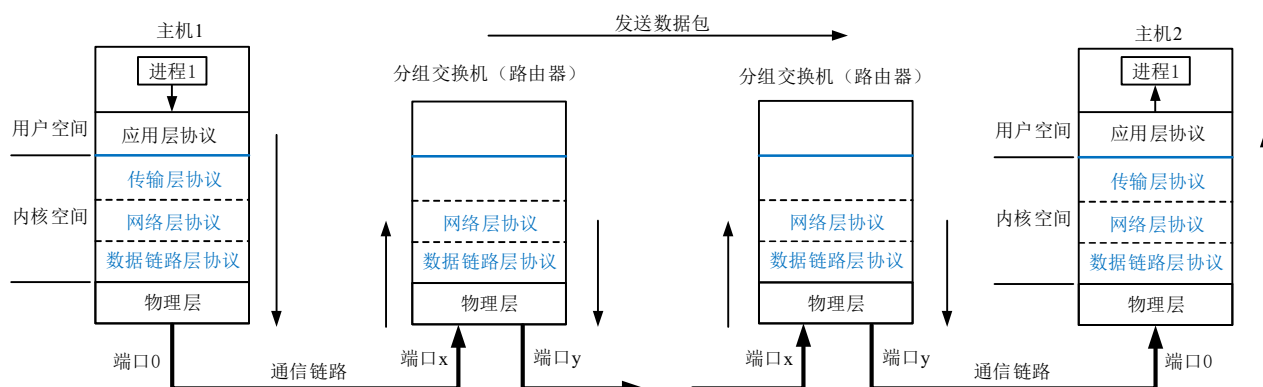 发送数据包
主机1
主机2
进程1
分组交换机（路由器）
分组交换机（路由器）
进程1
用户空间
应用层协议
用户空间
应用层协议
传输层协议
传输层协议
内核空间
网络层协议
网络层协议
网络层协议
内核空间
网络层协议
数据链路层协议
数据链路层协议
数据链路层协议
数据链路层协议
物理层
物理层
物理层
物理层
端口0
端口x
端口y
端口x
端口y
端口0
通信链路
通信链路